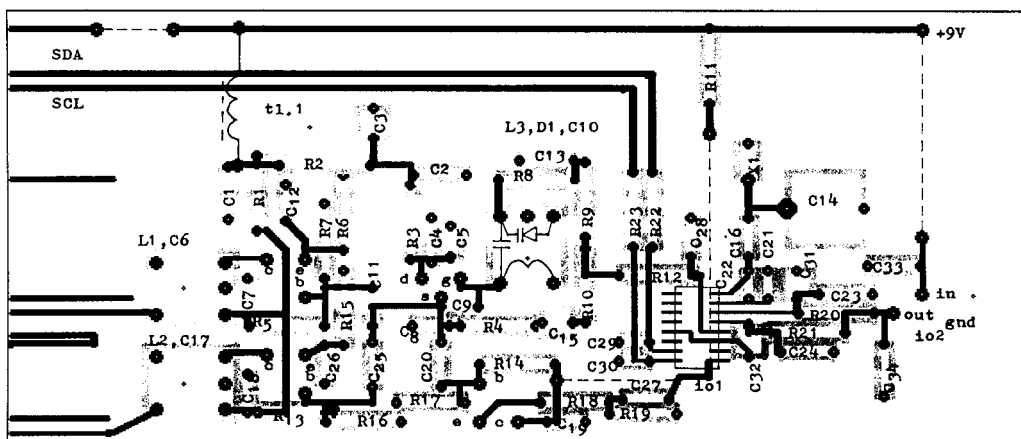 +9V
SDA
SCL
t1.1
C3
R11
L3,D1,C10
C13
R2
C2
R8
X1
C14
C1
R1
C12
R7
R6
R3
C4
C5
R9
R23
R22
C28
C16
C21
L1,C6
d
g
s
C7
C11
C9
R12
C22
C31
C33
in
R5
R15
C8
R4
C15
R10
C23
R20
R21
out
gnd
io2
L2,C17
C18
C26
C25
C20
R14
b
C29
C30
C27
io1
C32
C24
C34
R13
R16
R17
e
c
R18
C19
R19